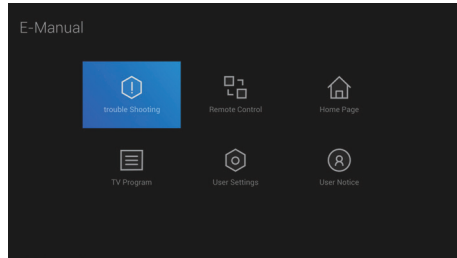 E-Manual
trouble Shooting
Remote Control
Home Page
TV Program
User Settings
User Notice